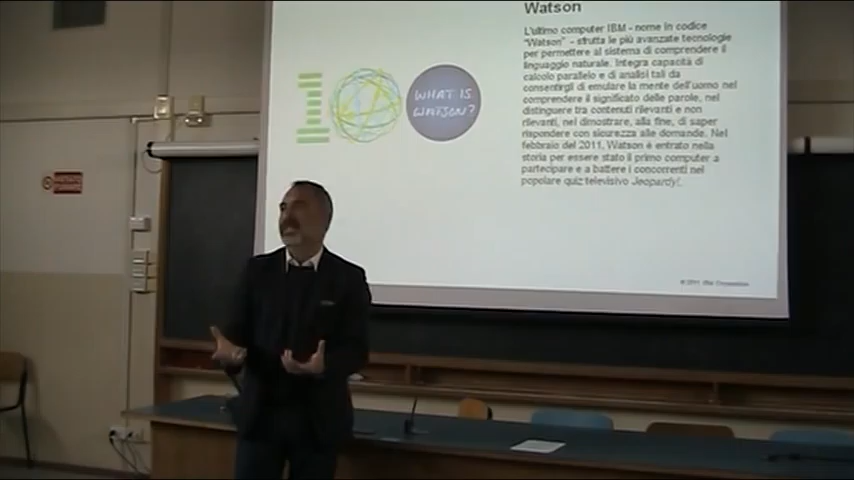 Watson
L'ultimo computer IBM - nome in codice
"Watson" - sfrutta le più avanzate tecnologie
per permettere al sistema di comprendere il
linguaggio naturale. Integra capacità di
calcolo parallelo e di analisi tali da
consentirgli di emulare la mente dell'uomo nel
comprendere il significato delle parole, nel
distinguere tra contenuti rilevanti e non
rilevanti, nel dimostrare, alla fine, di saper
rispondere con sicurezza alle domande. Nel
febbraio del 2011, Watson è entrato nella
storia per essere stato il primo computer a
partecipare e a battere i concorrenti nel
popolare quiz televisivo Jeopardy!.
100
WHAT IS
WATSON?
© 2011 IBM Corporation